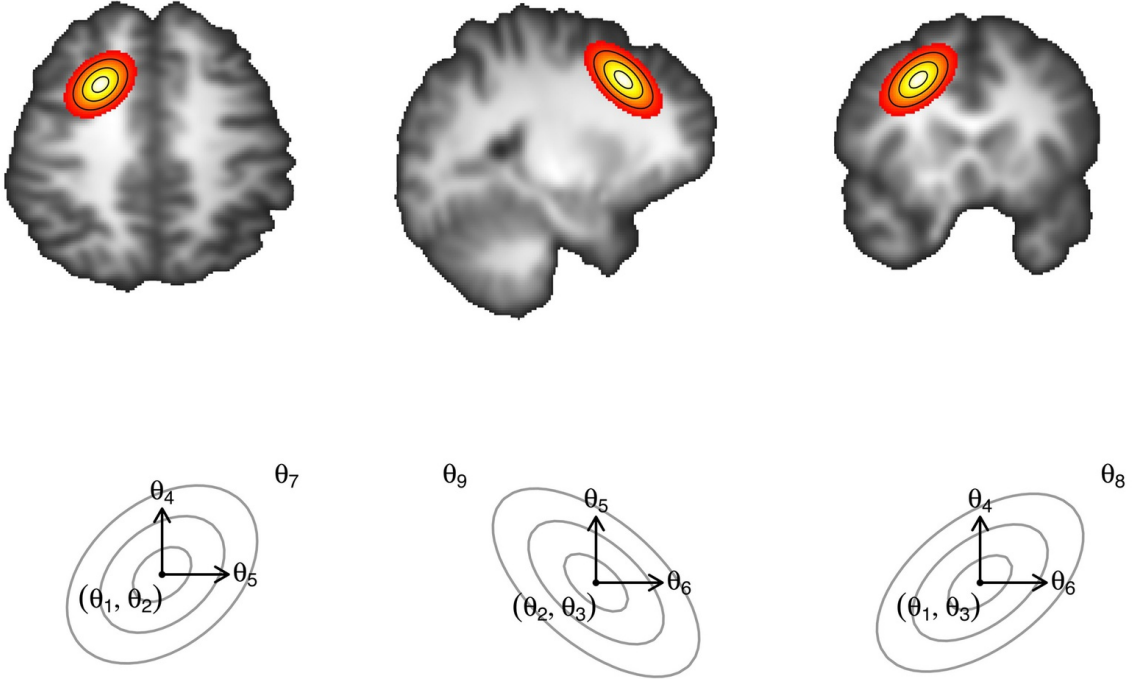 θ₇ θ₉ θ₈
θ₄ θ₅ θ₄
θ₅ θ₆ θ₆
(θ₁, θ₂) (θ₂, θ₃) (θ₁, θ₃)